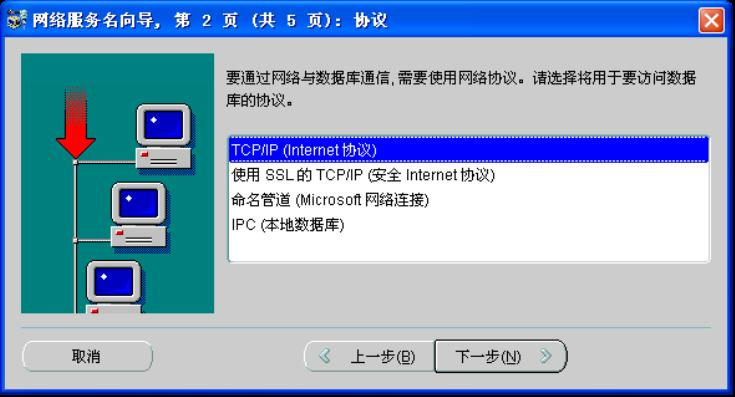 网络服务名向导, 第 2 页 (共 5 页): 协议
要通过网络与数据库通信, 需要使用网络协议。请选择将用于要访问数据
库的协议。
TCP/IP (Internet 协议)
使用 SSL 的 TCP/IP (安全 Internet 协议)
命名管道 (Microsoft 网络连接)
IPC (本地数据库)
取消 上一步(B) 下一步(N)